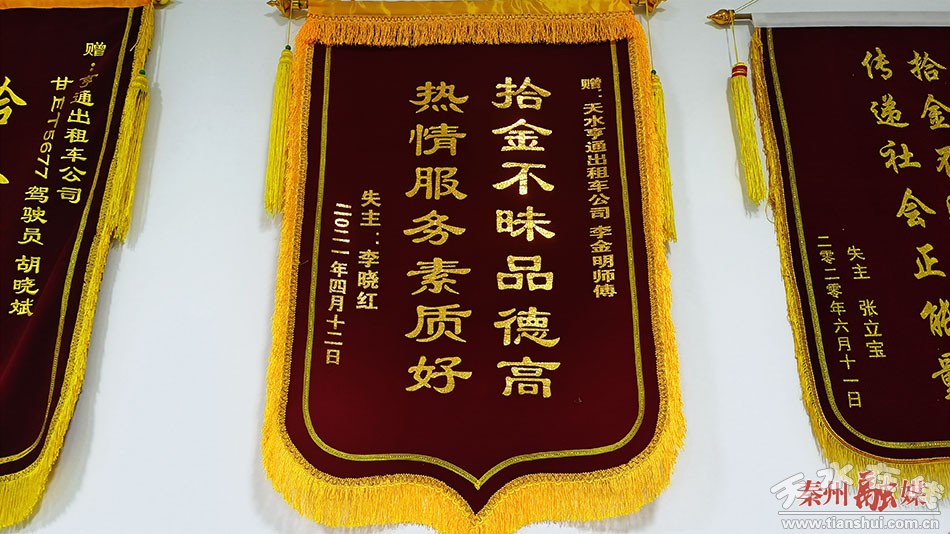 赠：亨通出租车公司
甘ET5677 驾驶员 胡晓斌
拾
赠：天水亨通出租车公司 李金明师傅
拾金不昧品德高
热情服务素质好
失主：李晓红
二〇二一年四月十二日
拾金不
传递社会正能量
失主 张立宝
二零二零年六月十一日
秦州融媒
www.tianshui.com.cn